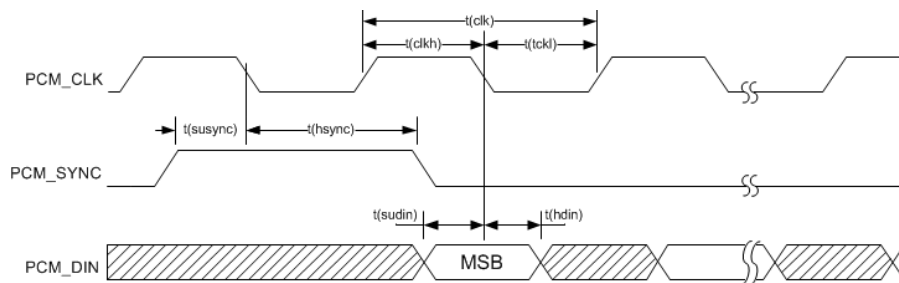 t(clk)
t(clkh)
t(tckl)
PCM_CLK
t(susync)
t(hsync)
PCM_SYNC
t(sudin)
t(hdin)
PCM_DIN
MSB